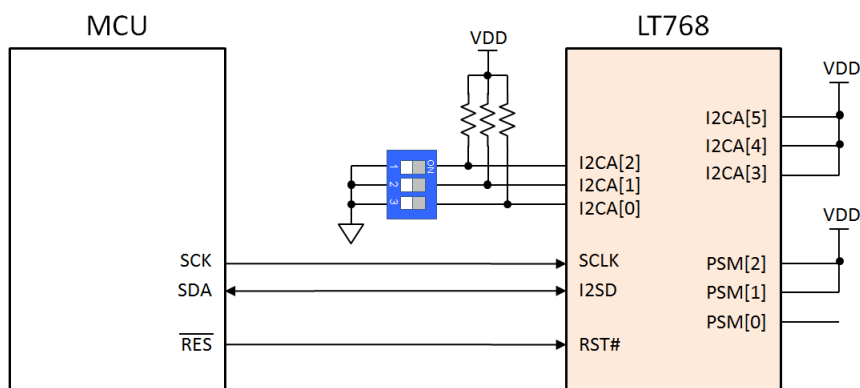 MCU
LT768
VDD
VDD
I2CA[5]
I2CA[4]
I2CA[3]
ON
1
2
3
I2CA[2]
I2CA[1]
I2CA[0]
VDD
SCK
SCLK
PSM[2]
SDA
I2SD
PSM[1]
PSM[0]
RES
RST#